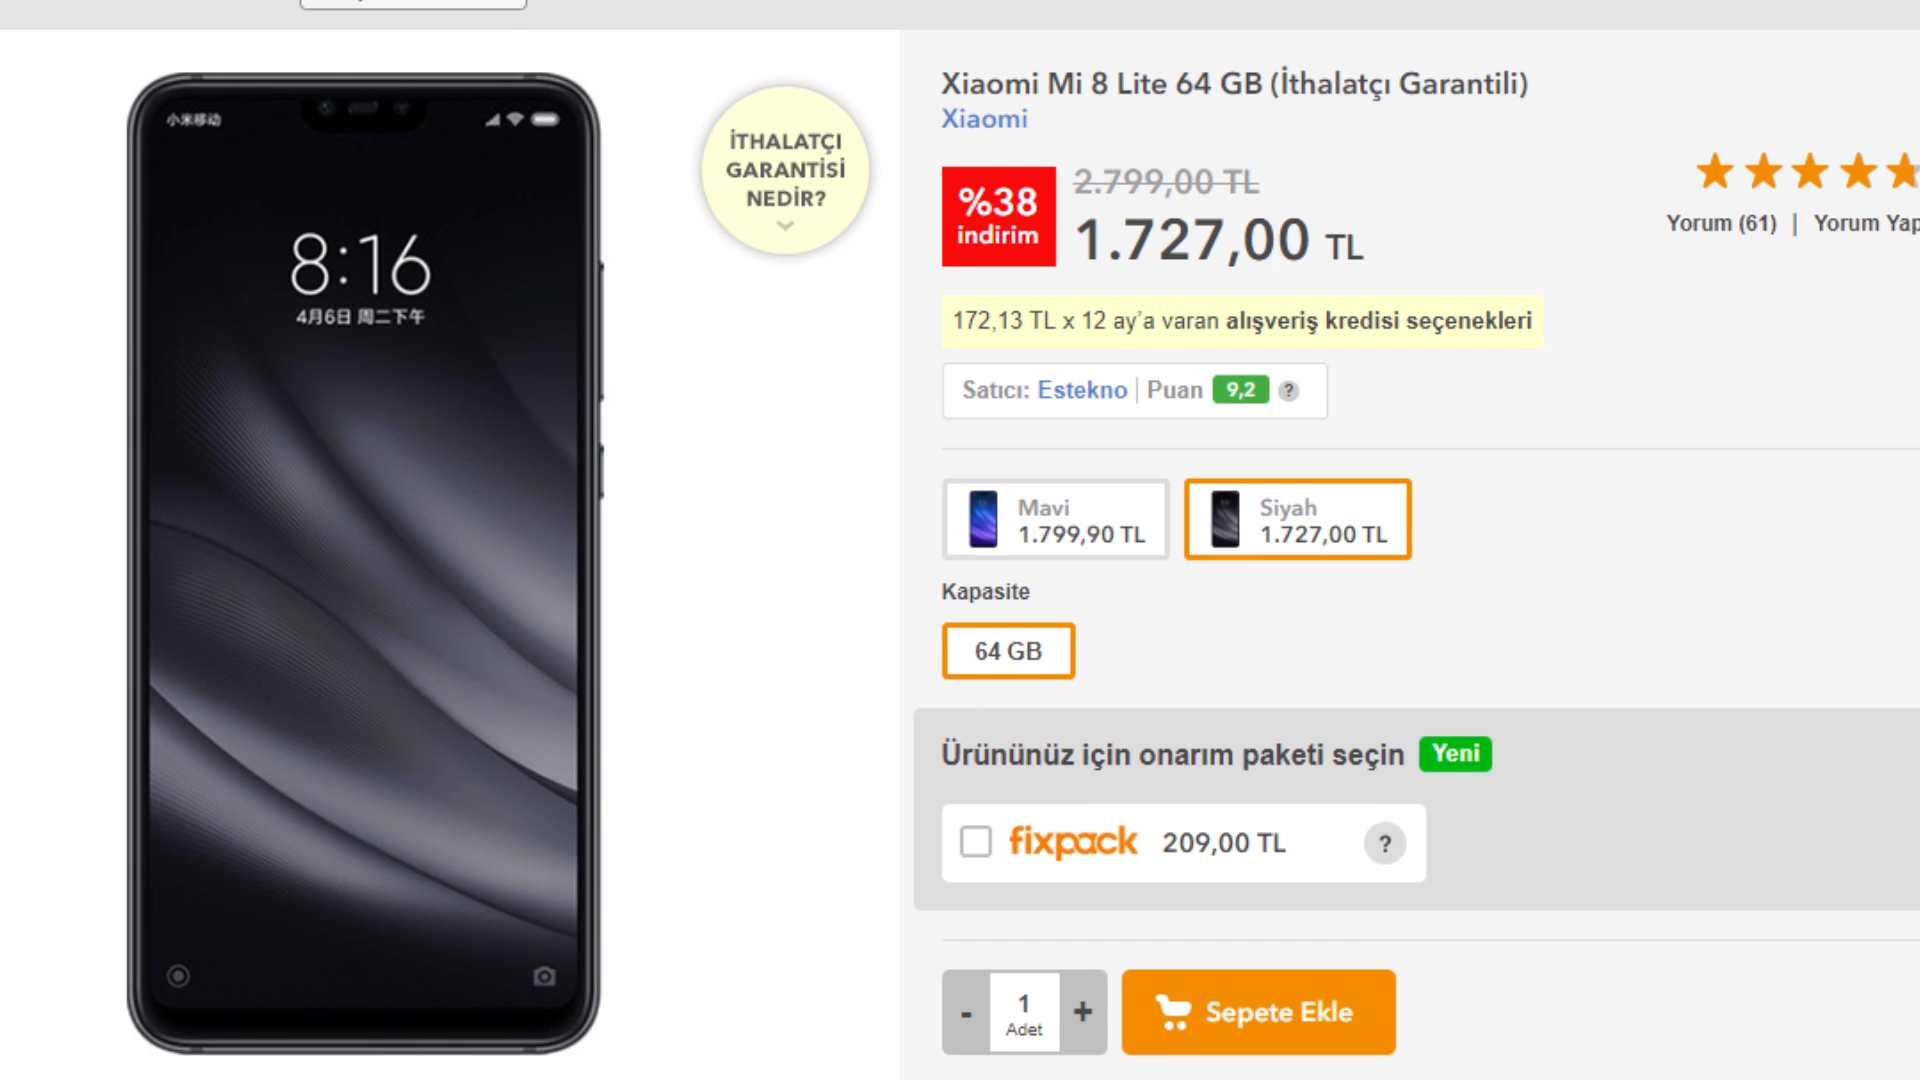 小米移动
8:16
4月6日 周二下午
İTHALATÇI
GARANTİSİ
NEDİR?
Xiaomi Mi 8 Lite 64 GB (İthalatçı Garantili)
Xiaomi
%38
indirim
2.799,00 TL
1.727,00 TL
Yorum (61) | Yorum Yap
172,13 TL x 12 ay'a varan alışveriş kredisi seçenekleri
Satıcı: Estekno | Puan 9,2 ?
Mavi
1.799,90 TL
Siyah
1.727,00 TL
Kapasite
64 GB
Ürününüz için onarım paketi seçin Yeni
fixpack 209,00 TL ?
- 1 +
Adet
Sepete Ekle